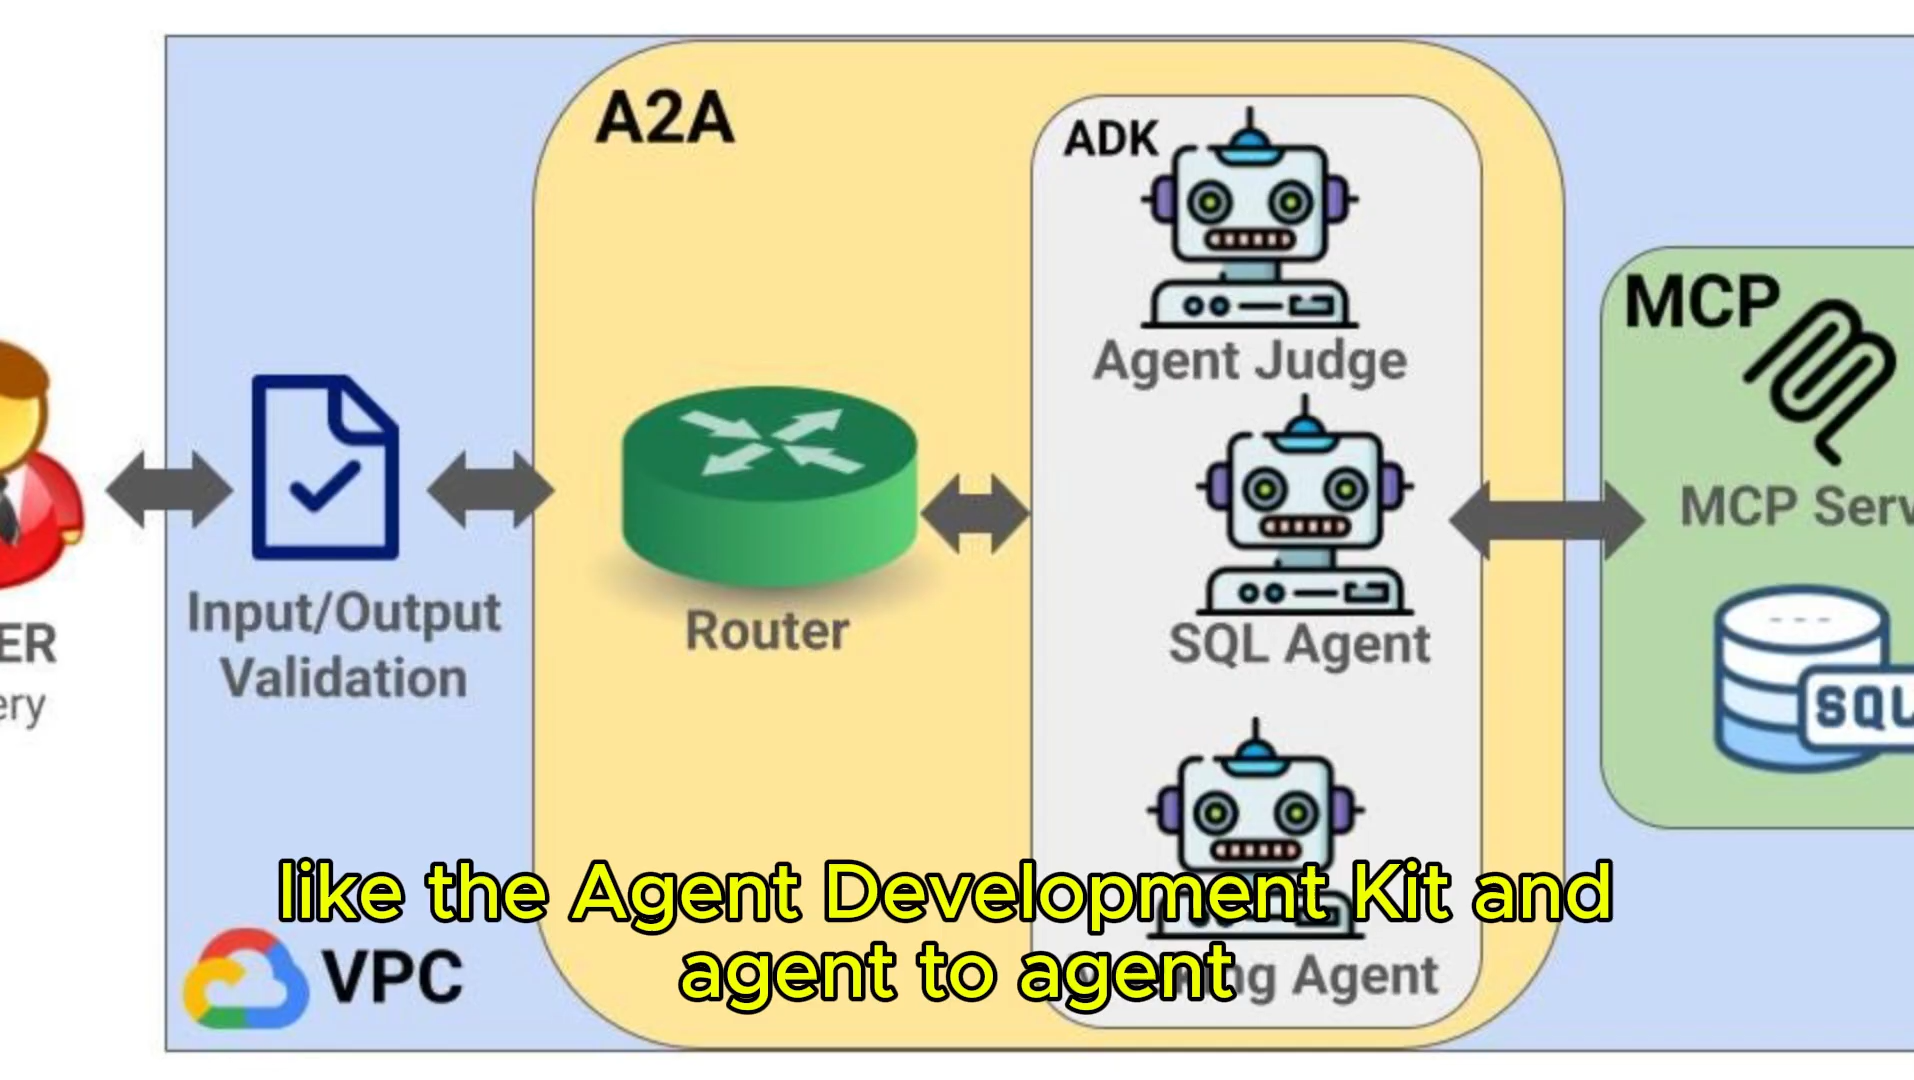 A2A
ADK
Agent Judge
MCP
MCP Serv
Input/Output
Validation
Router
SQL Agent
SQL
ER
ery
like the Agent Development Kit and
agent to agent
Agent
VPC